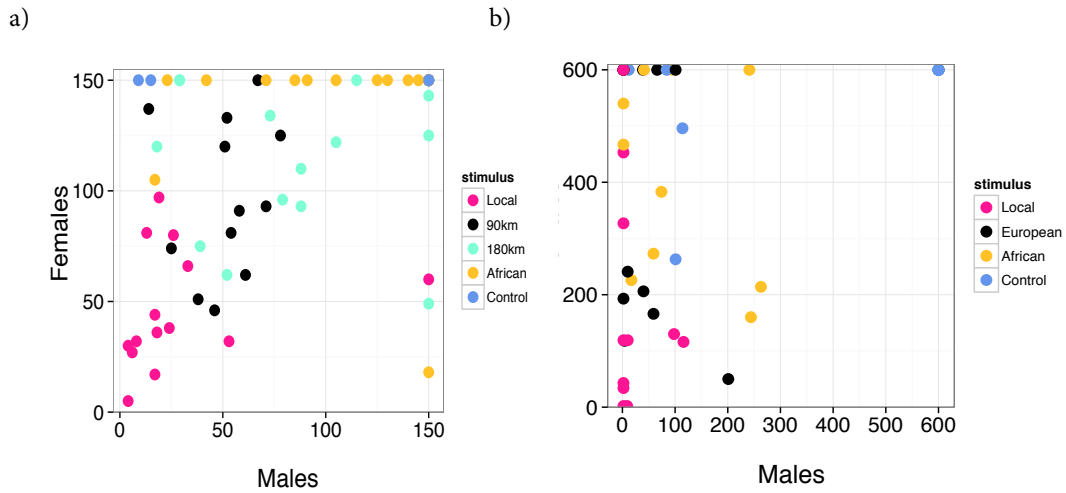 a)
150
100
50
0
Females
0 50 100 150
Males
stimulus
Local
90km
180km
African
Control
b)
600
400
200
0
0 100 200 300 400 500 600
Males
stimulus
Local
European
African
Control